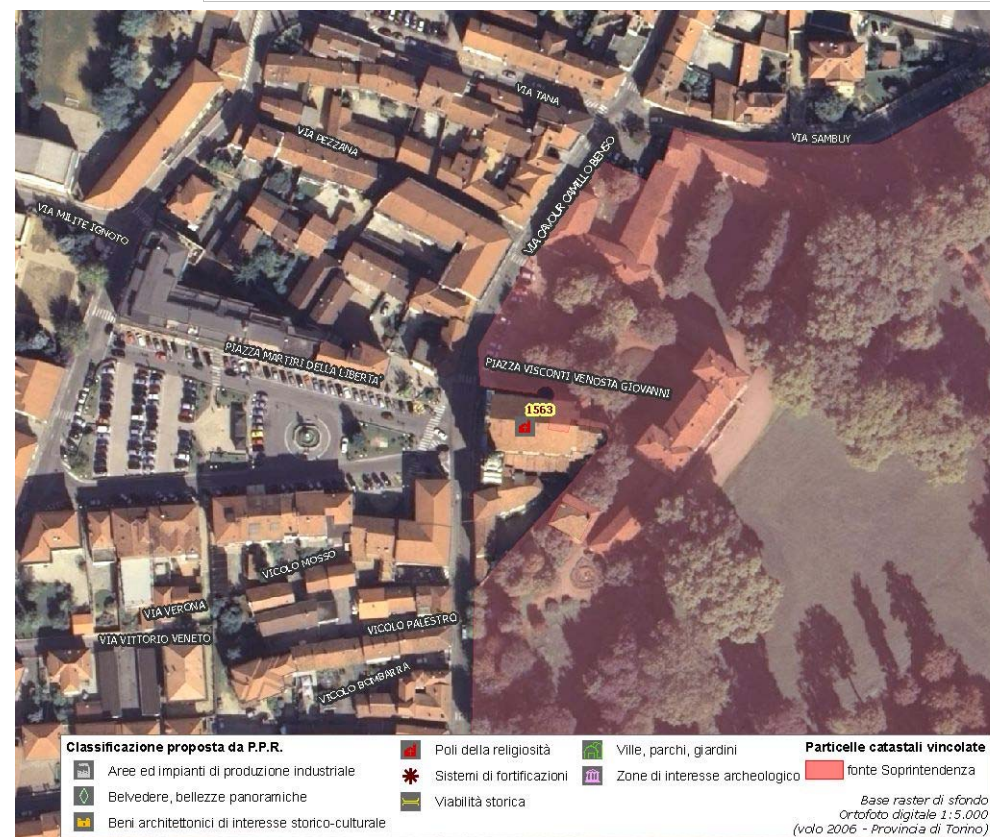 VIA TANA
VIA PEZZANA
VIA SAMBUY
VIA CAVOUR CAMILLO BENSO
VIA MILITE IGNOTO
PIAZZA MARTIRI DELLA LIBERTA'
PIAZZA VISCONTI VENOSTA GIOVANNI
1563
VICOLO MOSSO
VIA VERONA
VICOLO PALESTRO
VIA VITTORIO VENETO
VICOLO BOMBARRA
Classificazione proposta da P.P.R.
Aree ed impianti di produzione industriale
Belvedere, bellezze panoramiche
Beni architettonici di interesse storico-culturale
Poli della religiosità
Sistemi di fortificazioni
Viabilità storica
Ville, parchi, giardini
Zone di interesse archeologico
Particelle catastali vincolate
fonte Soprintendenza
Base raster di sfondo
Ortofoto digitale 1:5.000
(volo 2006 - Provincia di Torino)